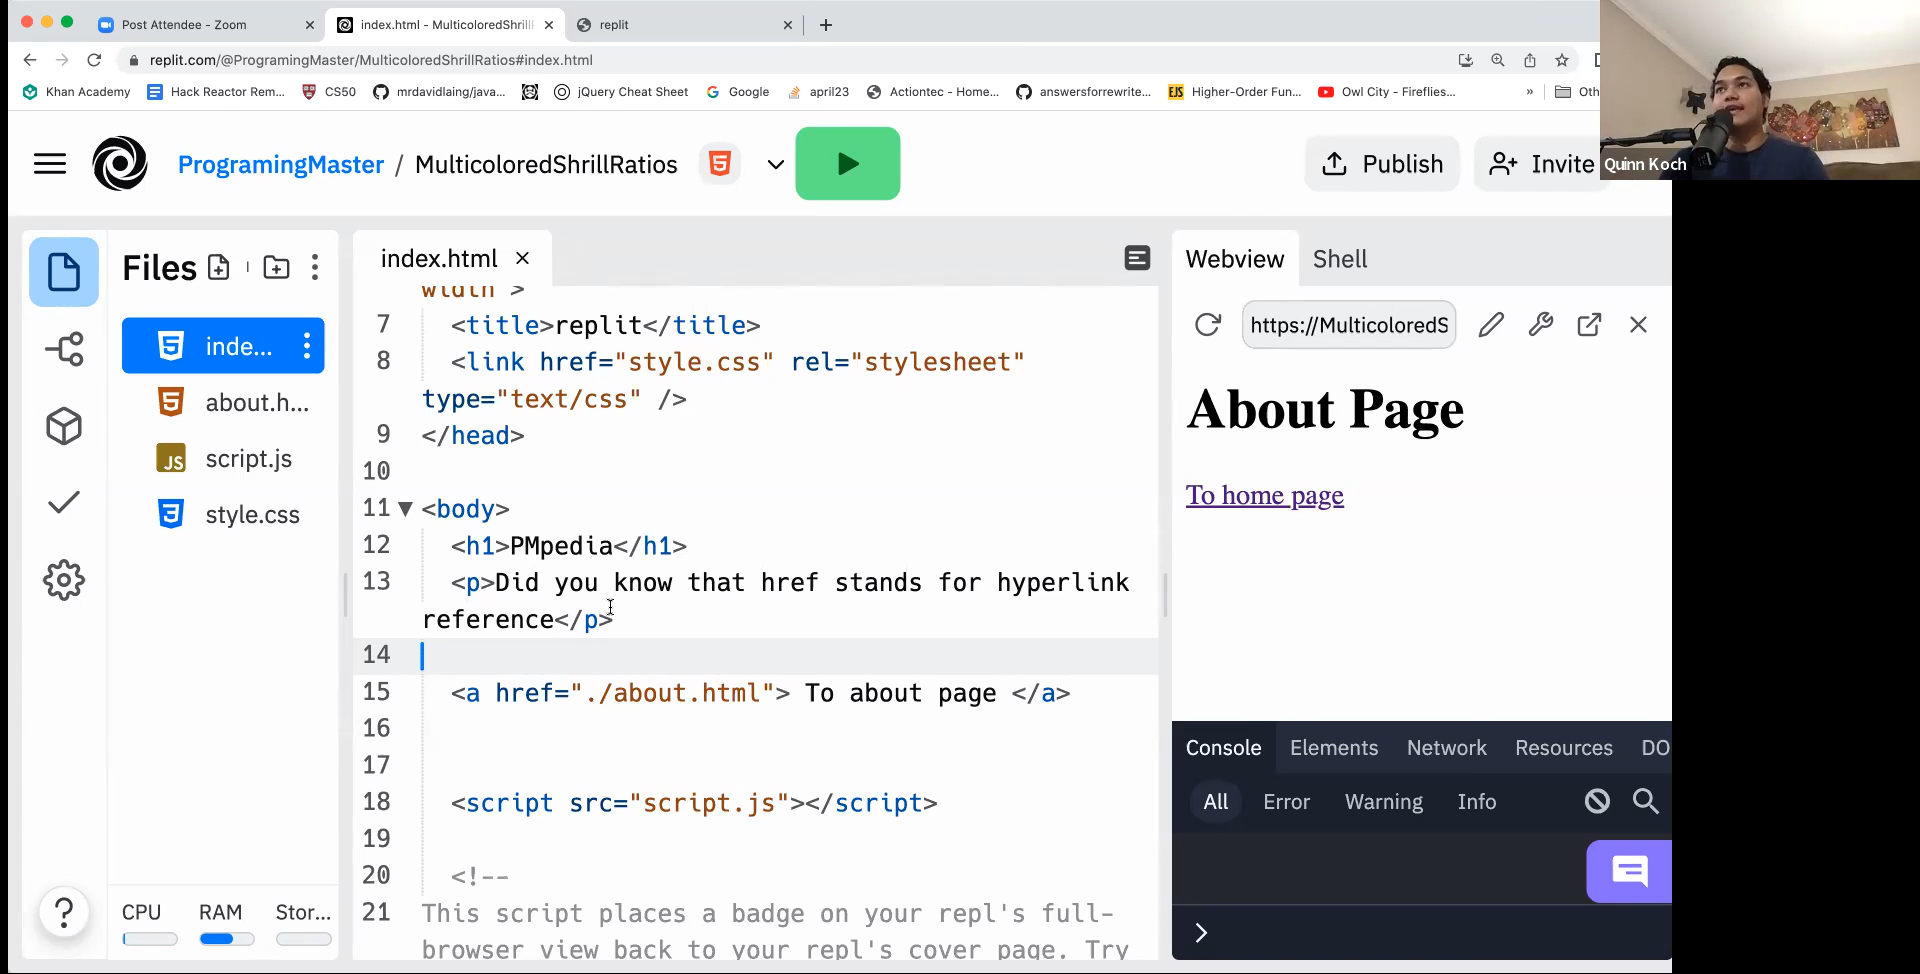 Post Attendee - Zoom
index.html - MulticoloredShrill
replit
replit.com/@ProgramingMaster/MulticoloredShrillRatios#index.html
Khan Academy
Hack Reactor Rem...
CS50
mrdavidlaing/java...
jQuery Cheat Sheet
Google
april23
Actiontec - Home...
answersforrewrite...
EJS
Higher-Order Fun...
Owl City - Fireflies...
»
Oth
Quinn Koch
ProgramingMaster / MulticoloredShrillRatios
Publish
Invite
Files
inde...
about.h...
JS script.js
style.css
CPU RAM Stor...
index.html
width">
7 <title>replit</title>
8 <link href="style.css" rel="stylesheet"
type="text/css" />
9 </head>
10
11 <body>
12 <h1>PMpedia</h1>
13 <p>Did you know that href stands for hyperlink
reference</p>
14
15 <a href="./about.html"> To about page </a>
16
17
18 <script src="script.js"></script>
19
20 <!--
21 This script places a badge on your repl's full-
browser view back to your repl's cover page. Try
Webview Shell
https://MulticoloredS
About Page
To home page
Console Elements Network Resources DO
All Error Warning Info